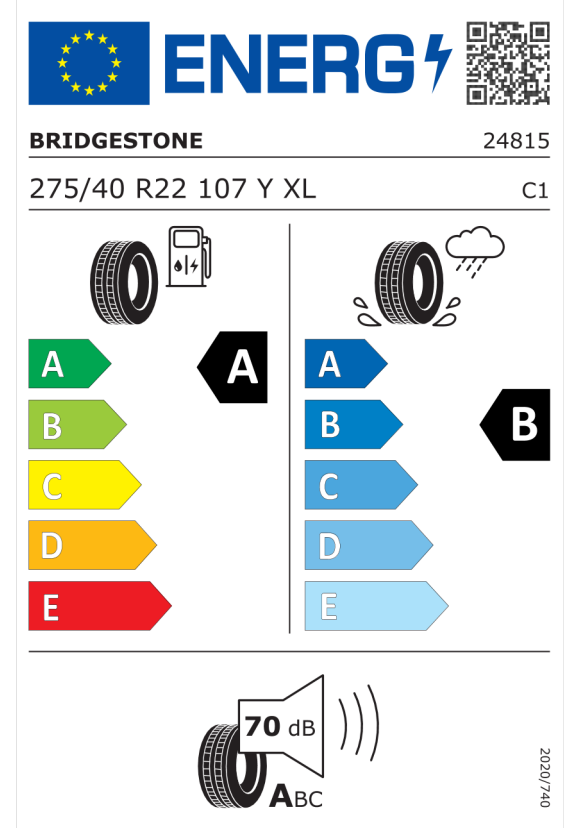 ENERG
BRIDGESTONE 24815
275/40 R22 107 Y XL C1
A A
B
C
D
E
A
B B
C
D
E
70 dB
ABC
2020/740